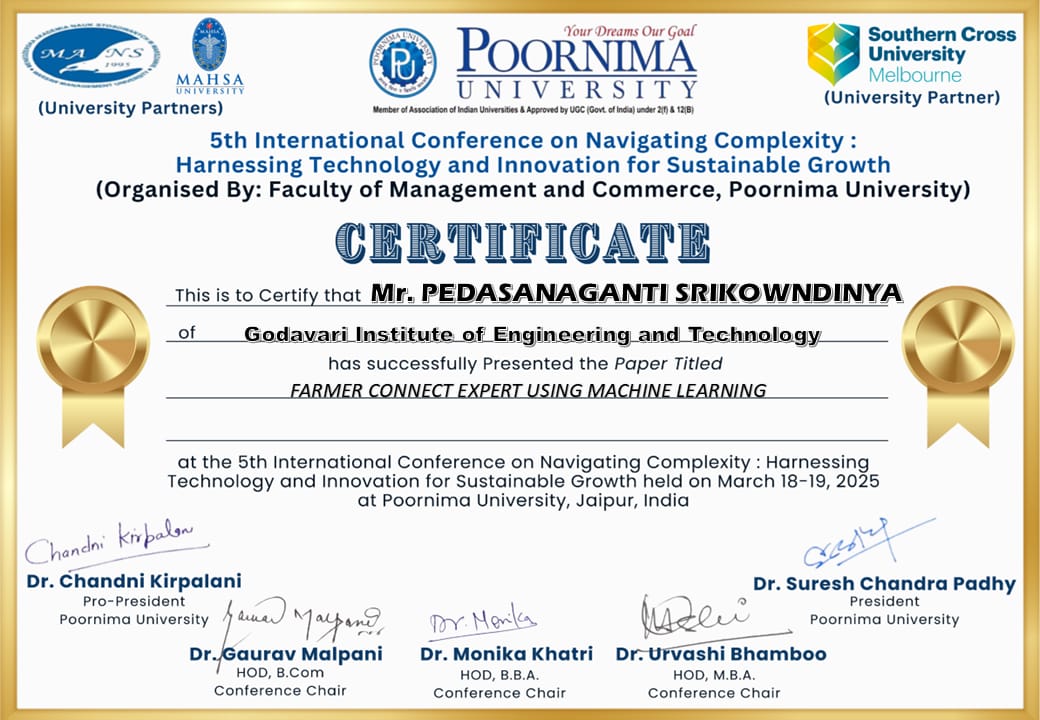 MANS
1995
MAHSA
UNIVERSITY
(University Partners)
POORNIMA UNIVERSITY
PU
Your Dreams Our Goal
POORNIMA
UNIVERSITY
Member of Association of Indian Universities & Approved by UGC (Govt. of India) under 2(f) & 12(B)
Southern Cross
University
Melbourne
(University Partner)
5th International Conference on Navigating Complexity :
Harnessing Technology and Innovation for Sustainable Growth
(Organised By: Faculty of Management and Commerce, Poornima University)
CERTIFICATE
This is to Certify that Mr. PEDASANAGANTI SRIKOWNDINYA
of Godavari Institute of Engineering and Technology
has successfully Presented the Paper Titled
FARMER CONNECT EXPERT USING MACHINE LEARNING
at the 5th International Conference on Navigating Complexity : Harnessing
Technology and Innovation for Sustainable Growth held on March 18-19, 2025
at Poornima University, Jaipur, India
Chandni Kirpalani
Dr. Chandni Kirpalani
Pro-President
Poornima University
Dr. Suresh Chandra Padhy
President
Poornima University
Gaurav Malpani
Dr. Gaurav Malpani
HOD, B.Com
Conference Chair
Dr. Monika
Dr. Monika Khatri
HOD, B.B.A.
Conference Chair
Dr. Urvashi Bhamboo
HOD, M.B.A.
Conference Chair